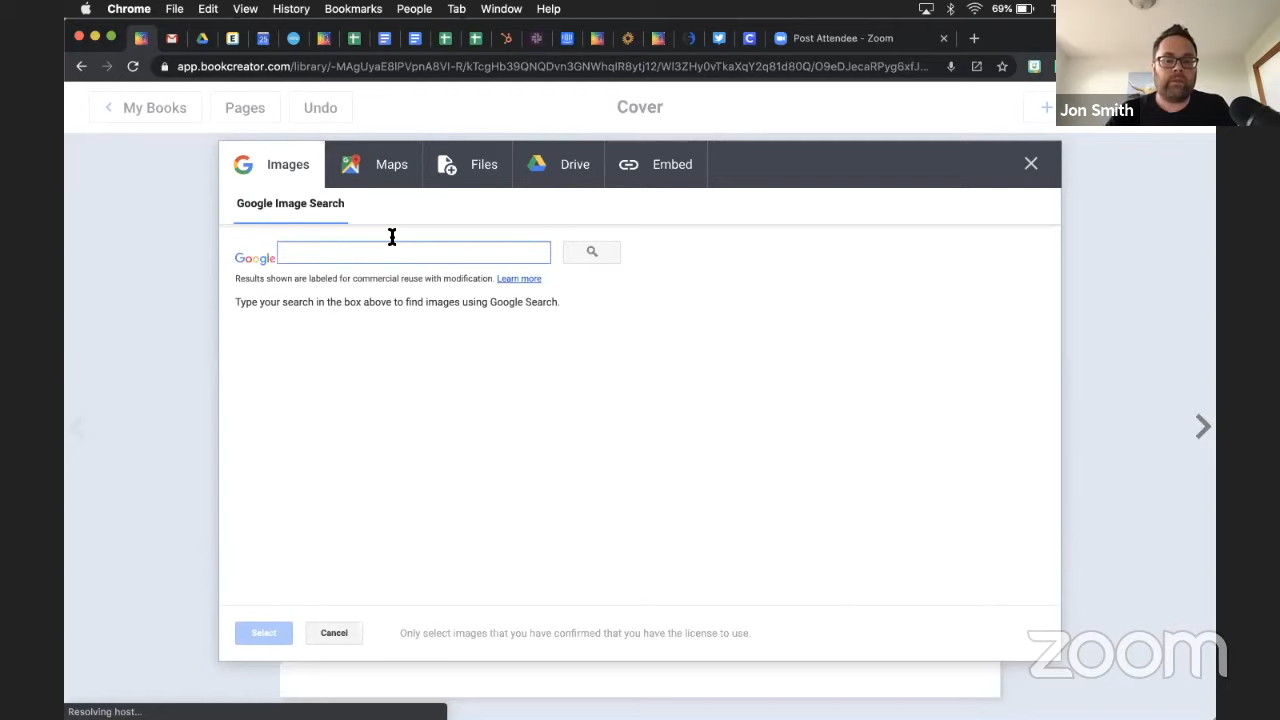 Chrome File Edit View History Bookmarks People Tab Window Help 69%
Post Attendee - Zoom
app.bookcreator.com/library/-MAgUyaE8IPVpnA8VI-R/kTcgHb39QNQDvn3GNWhqIR8ytj12/WI3ZHy0vTkaXqY2q81d80Q/O9eDJecaRPyg6xfJ...
My Books Pages Undo Cover +
Jon Smith
Images Maps Files Drive Embed
Google Image Search
Google
Results shown are labeled for commercial reuse with modification. Learn more
Type your search in the box above to find images using Google Search.
Select Cancel Only select images that you have confirmed that you have the license to use.
zoom
Resolving host...